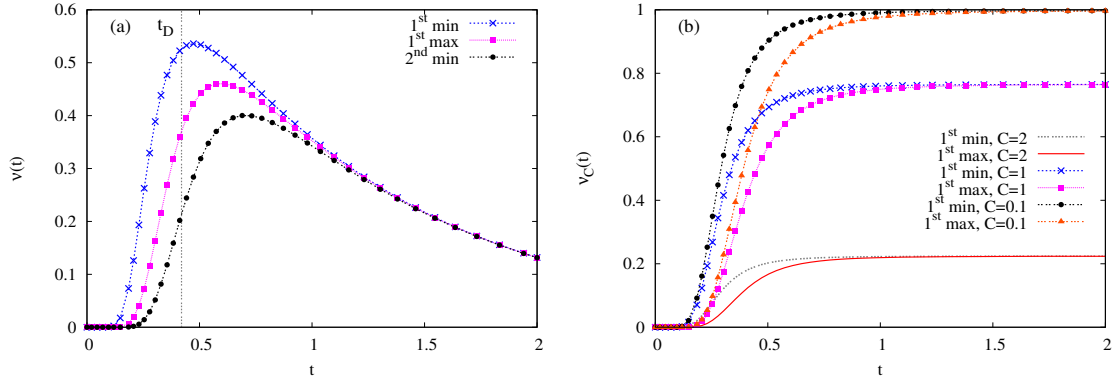 (a)
t_D
1^st min
1^st max
2^nd min
0.6
0.5
0.4
0.3
0.2
0.1
0
ν(t)
0 0.5 1 1.5 2
t
(b)
1
0.8
0.6
0.4
0.2
0
ν_C(t)
1^st min, C=2
1^st max, C=2
1^st min, C=1
1^st max, C=1
1^st min, C=0.1
1^st max, C=0.1
0 0.5 1 1.5 2
t